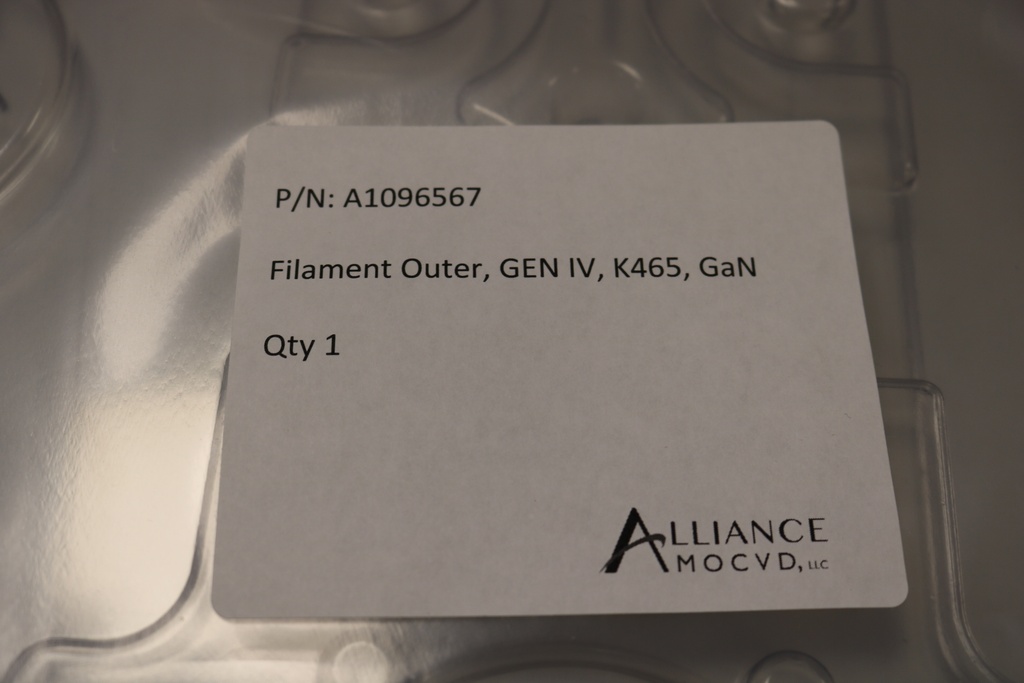 P/N: A1096567
Filament Outer, GEN IV, K465, GaN
Qty 1
ALLIANCE
MOCVD, LLC